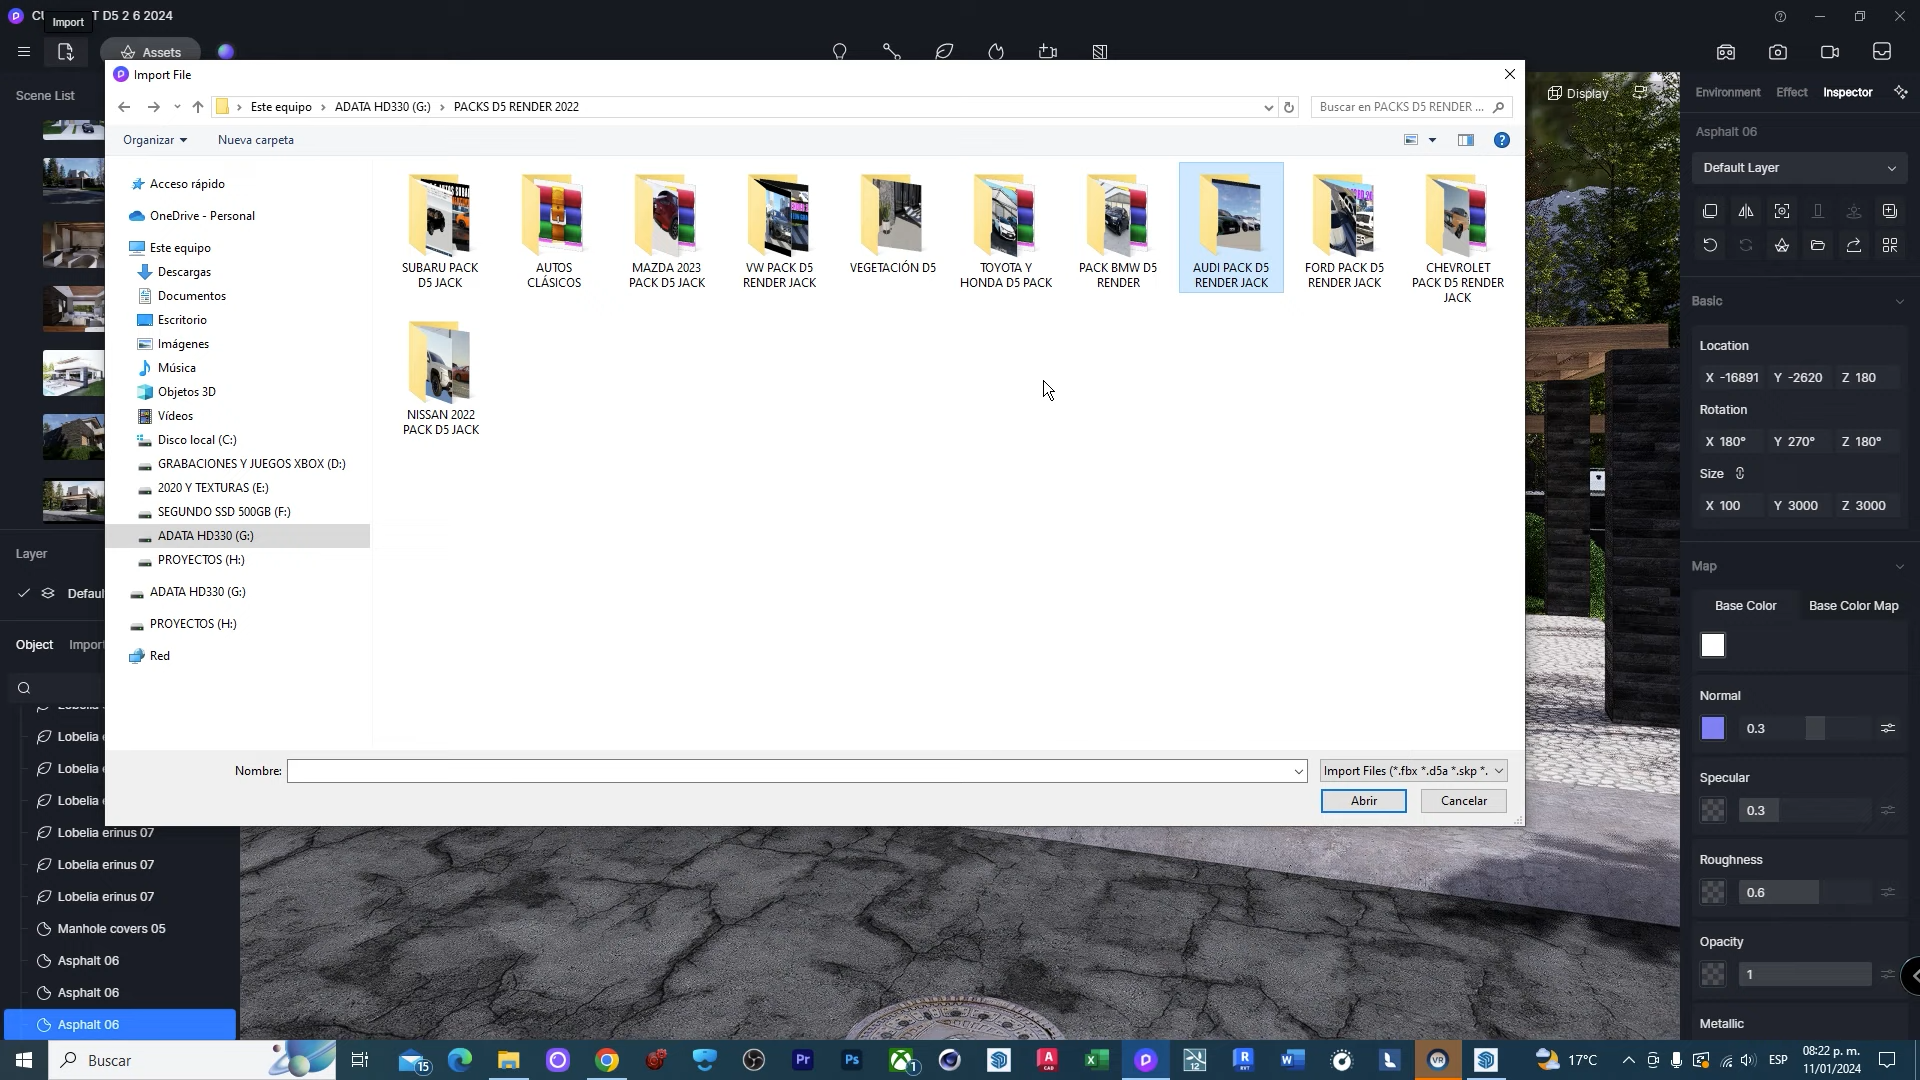 T D5 2 6 2024
Import
Assets
Import File
Este equipo
ADATA HD330 (G:)
PACKS D5 RENDER 2022
Buscar en PACKS D5 RENDER ...
Organizar
Nueva carpeta
Acceso rápido
OneDrive - Personal
Este equipo
Descargas
Documentos
Escritorio
Imágenes
Música
Objetos 3D
Vídeos
Disco local (C:)
GRABACIONES Y JUEGOS XBOX (D:)
2020 Y TEXTURAS (E:)
SEGUNDO SSD 500GB (F:)
ADATA HD330 (G:)
PROYECTOS (H:)
ADATA HD330 (G:)
PROYECTOS (H:)
Red
SUBARU PACK
D5 JACK
AUTOS
CLÁSICOS
MAZDA 2023
PACK D5 JACK
VW PACK D5
RENDER JACK
VEGETACIÓN D5
TOYOTA Y
HONDA D5 PACK
PACK BMW D5
RENDER
AUDI PACK D5
RENDER JACK
FORD PACK D5
RENDER JACK
CHEVROLET
PACK D5 RENDER
JACK
NISSAN 2022
PACK D5 JACK
Nombre:
Import Files (*.fbx *.d5a *.skp *.
Abrir
Cancelar
Scene List
Layer
Defaul
Object
Impor
Lobelia e
Lobelia e
Lobelia e
Lobelia erinus 07
Lobelia erinus 07
Lobelia erinus 07
Manhole covers 05
Asphalt 06
Asphalt 06
Asphalt 06
Display
Environment
Effect
Inspector
Asphalt 06
Default Layer
Basic
Location
X -16891 Y -2620 Z 180
Rotation
X 180° Y 270° Z 180°
Size
X 100 Y 3000 Z 3000
Map
Base Color
Base Color Map
Normal
0.3
Specular
0.3
Roughness
0.6
Opacity
1
Metallic
Buscar
15
Pr
Ps
1
A
CAD
12
R
RVT
L
VR
17°C
ESP
08:22 p. m.
11/01/2024